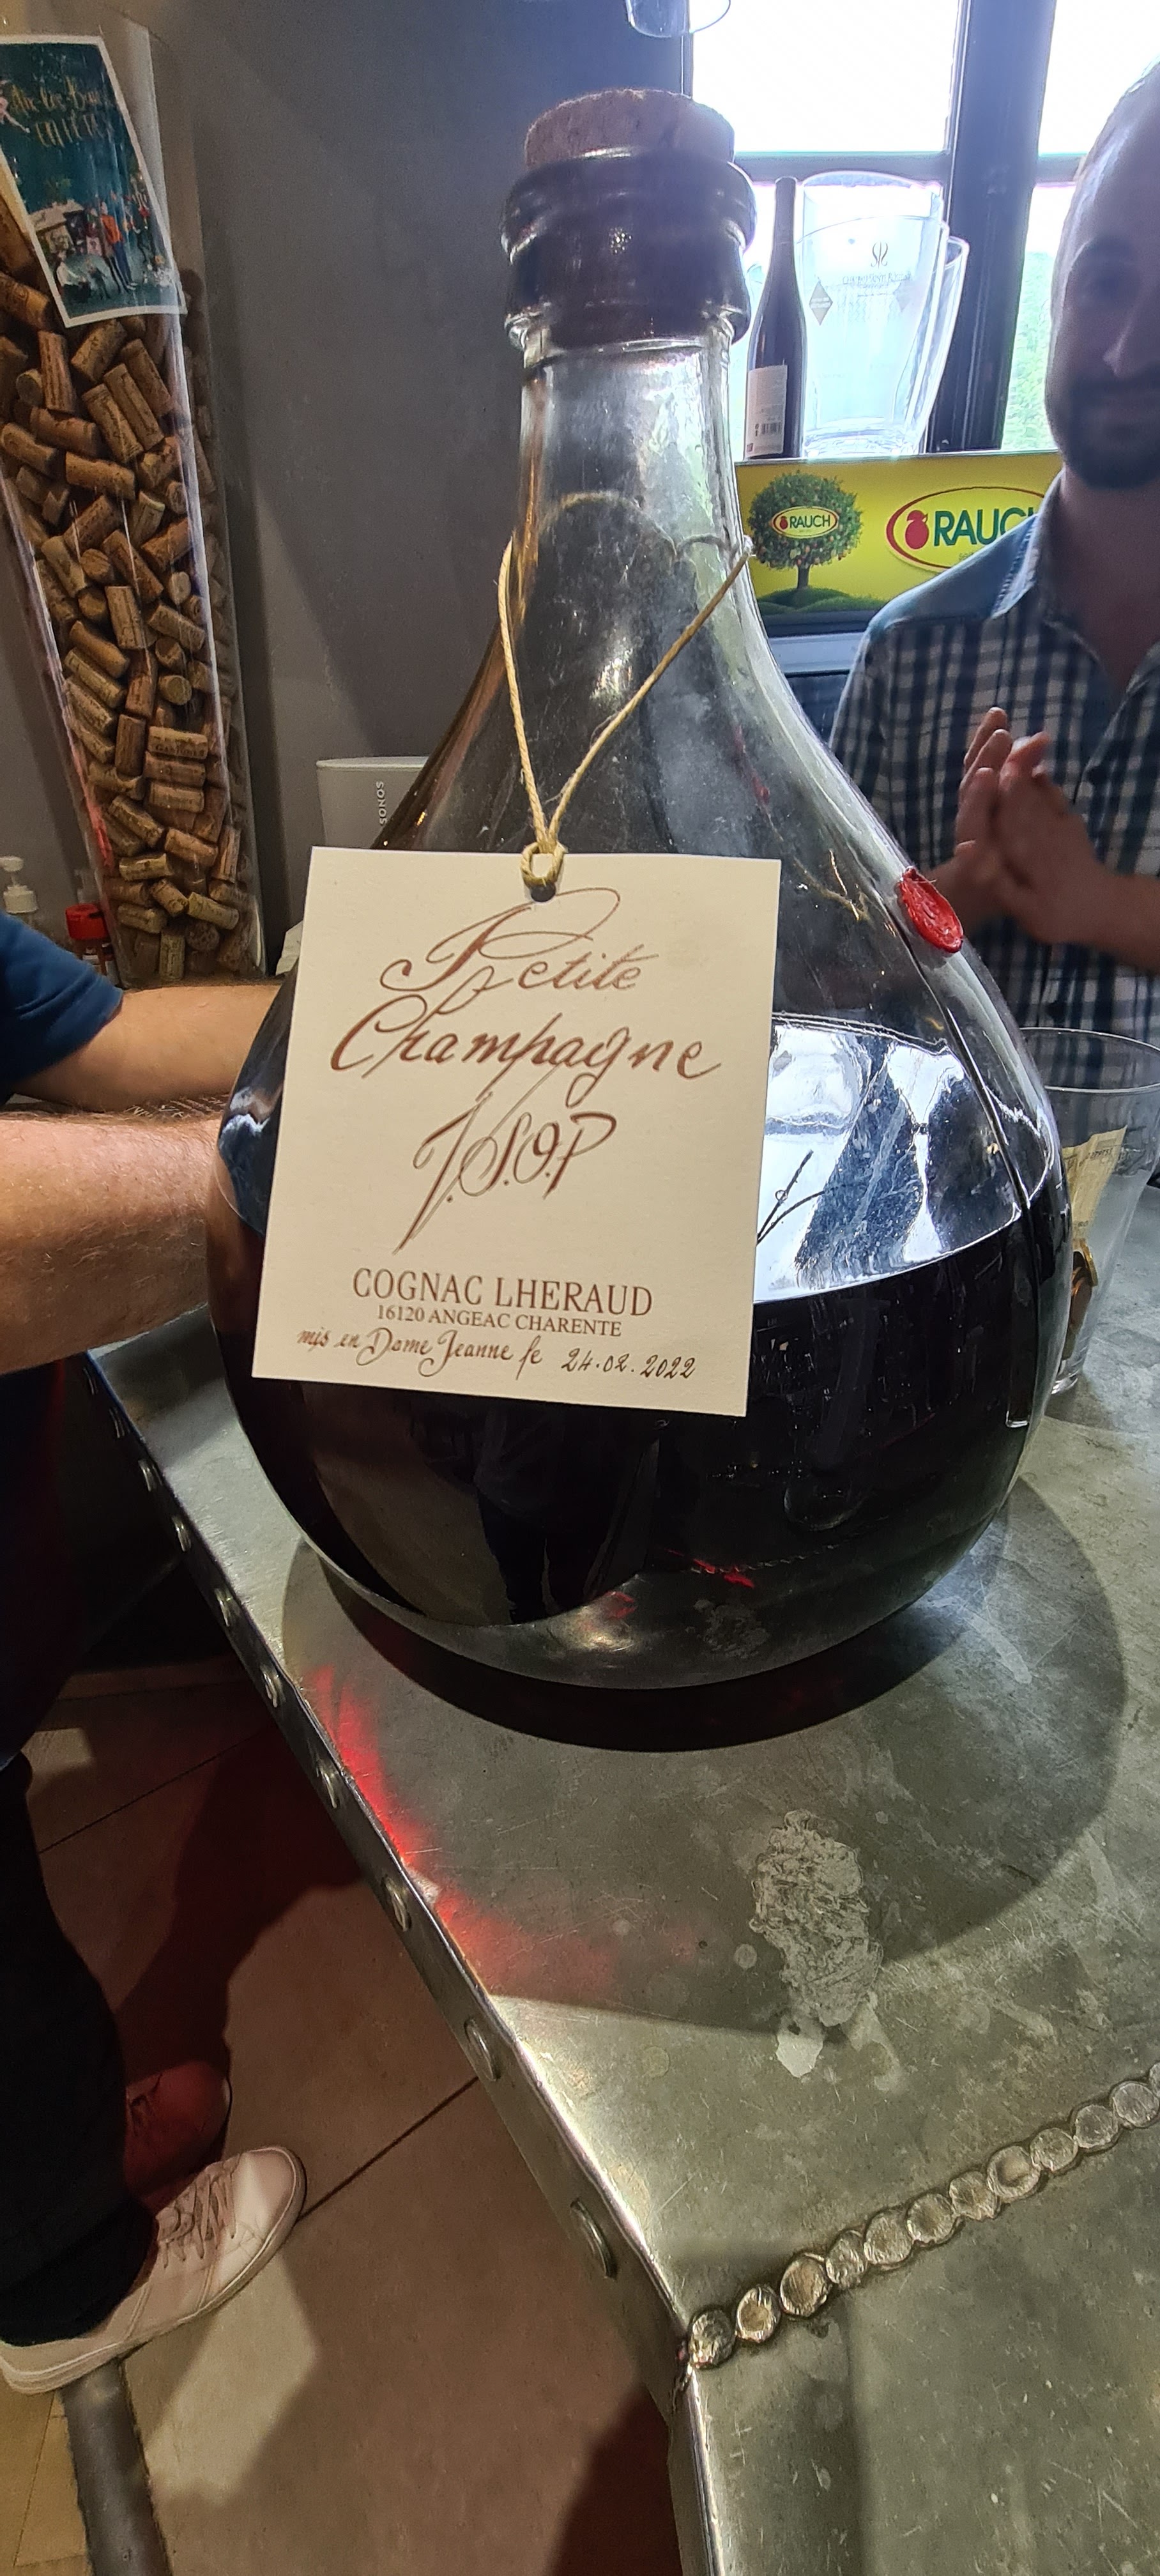 Petite
Champagne
V.S.O.P
COGNAC LHERAUD
16120 ANGEAC CHARENTE
mis en Dame Jeanne le 24.02.2022
RAUCH
RAUCH
SONOS